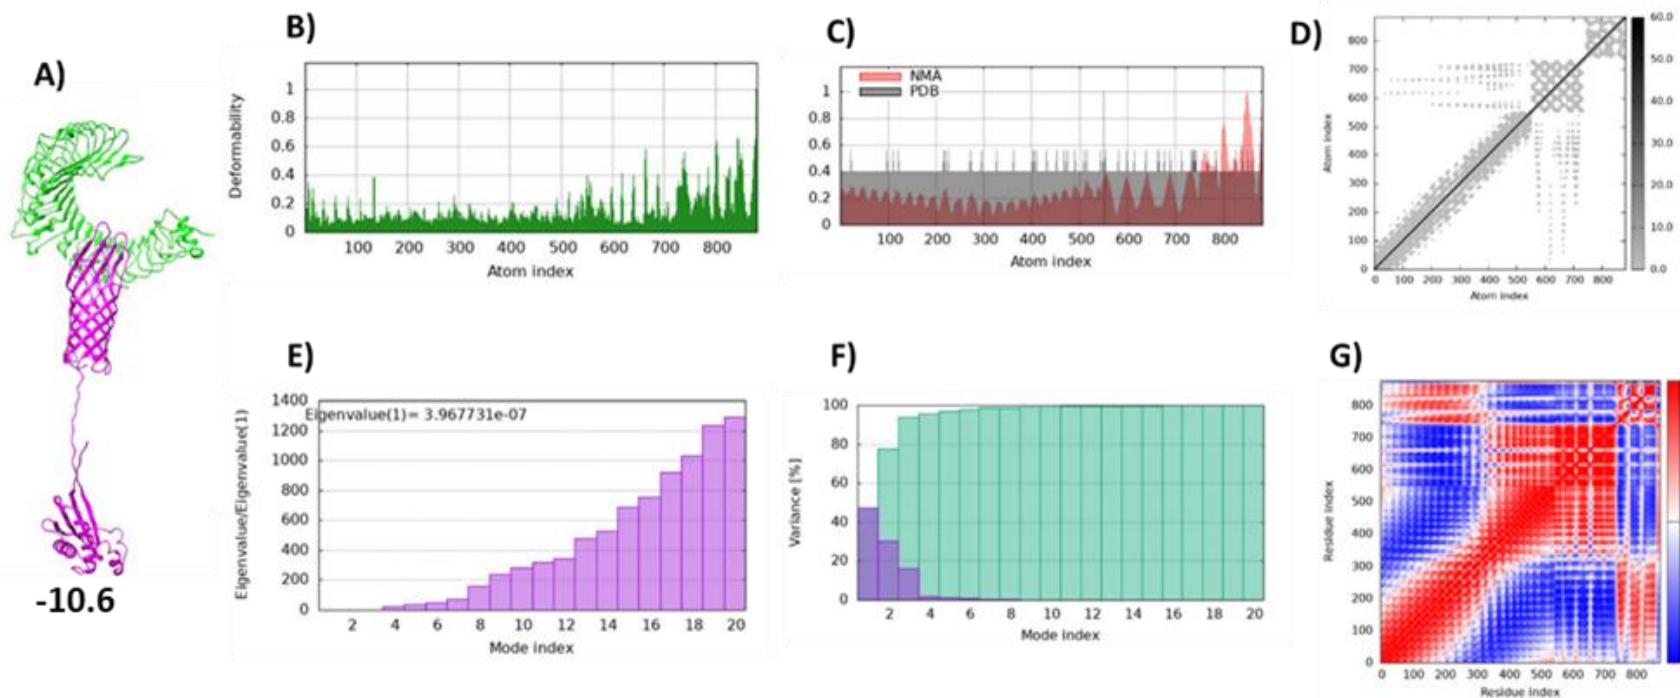 A)
-10.6
B)
Deformability
1
0.8
0.6
0.4
0.2
0
100 200 300 400 500 600 700 800
Atom index
C)
NMA
PDB
1
0.8
0.6
0.4
0.2
0
100 200 300 400 500 600 700 800
Atom index
D)
Atom index
800
700
600
500
400
300
200
100
0
0 100 200 300 400 500 600 700 800
Atom index
60.0
50.0
40.0
30.0
20.0
10.0
0.0
E)
Eigenvalue/Eigenvalue(1)
Eigenvalue(1)= 3.967731e-07
1400
1200
1000
800
600
400
200
0
2 4 6 8 10 12 14 16 18 20
Mode index
F)
Variance [%]
100
80
60
40
20
0
2 4 6 8 10 12 14 16 18 20
Mode index
G)
Residue index
800
700
600
500
400
300
200
100
0
0 100 200 300 400 500 600 700 800
Residue index